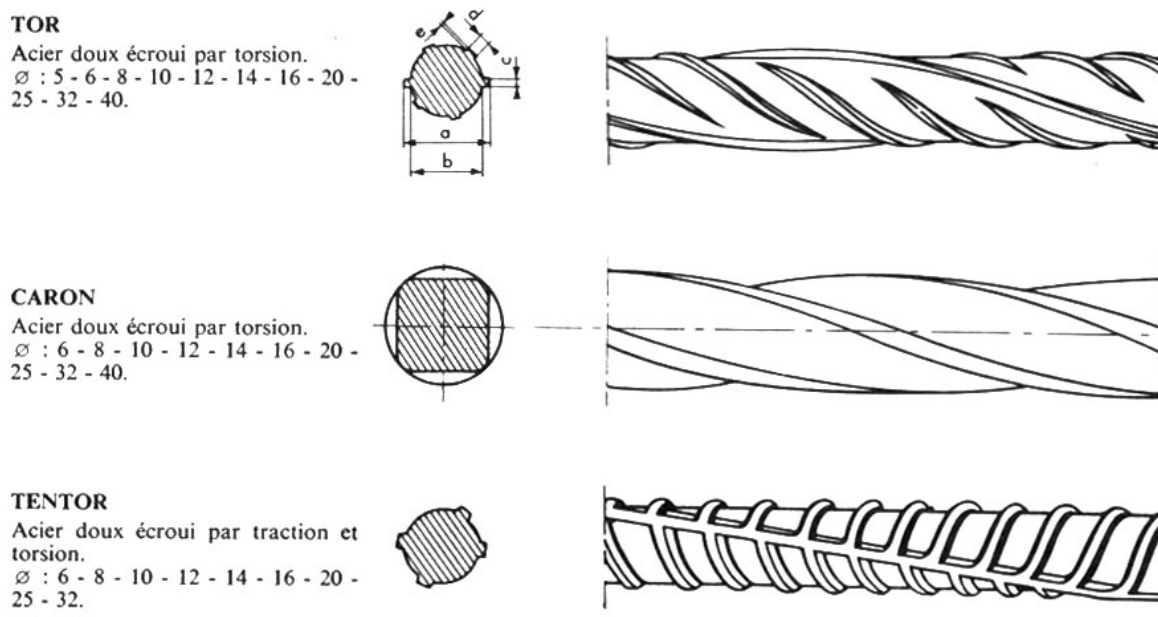 TOR
Acier doux écroui par torsion.
∅ : 5 - 6 - 8 - 10 - 12 - 14 - 16 - 20 -
25 - 32 - 40.
e
d
c
a
b
CARON
Acier doux écroui par torsion.
∅ : 6 - 8 - 10 - 12 - 14 - 16 - 20 -
25 - 32 - 40.
TENTOR
Acier doux écroui par traction et
torsion.
∅ : 6 - 8 - 10 - 12 - 14 - 16 - 20 -
25 - 32.